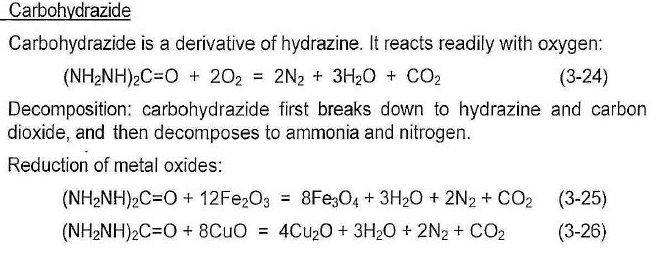 Carbohydrazide
Carbohydrazide is a derivative of hydrazine. It reacts readily with oxygen:
(NH₂NH)₂C=O + 2O₂ = 2N₂ + 3H₂O + CO₂ (3-24)
Decomposition: carbohydrazide first breaks down to hydrazine and carbon
dioxide, and then decomposes to ammonia and nitrogen.
Reduction of metal oxides:
(NH₂NH)₂C=O + 12Fe₂O₃ = 8Fe₃O₄ + 3H₂O + 2N₂ + CO₂ (3-25)
(NH₂NH)₂C=O + 8CuO = 4Cu₂O + 3H₂O + 2N₂ + CO₂ (3-26)